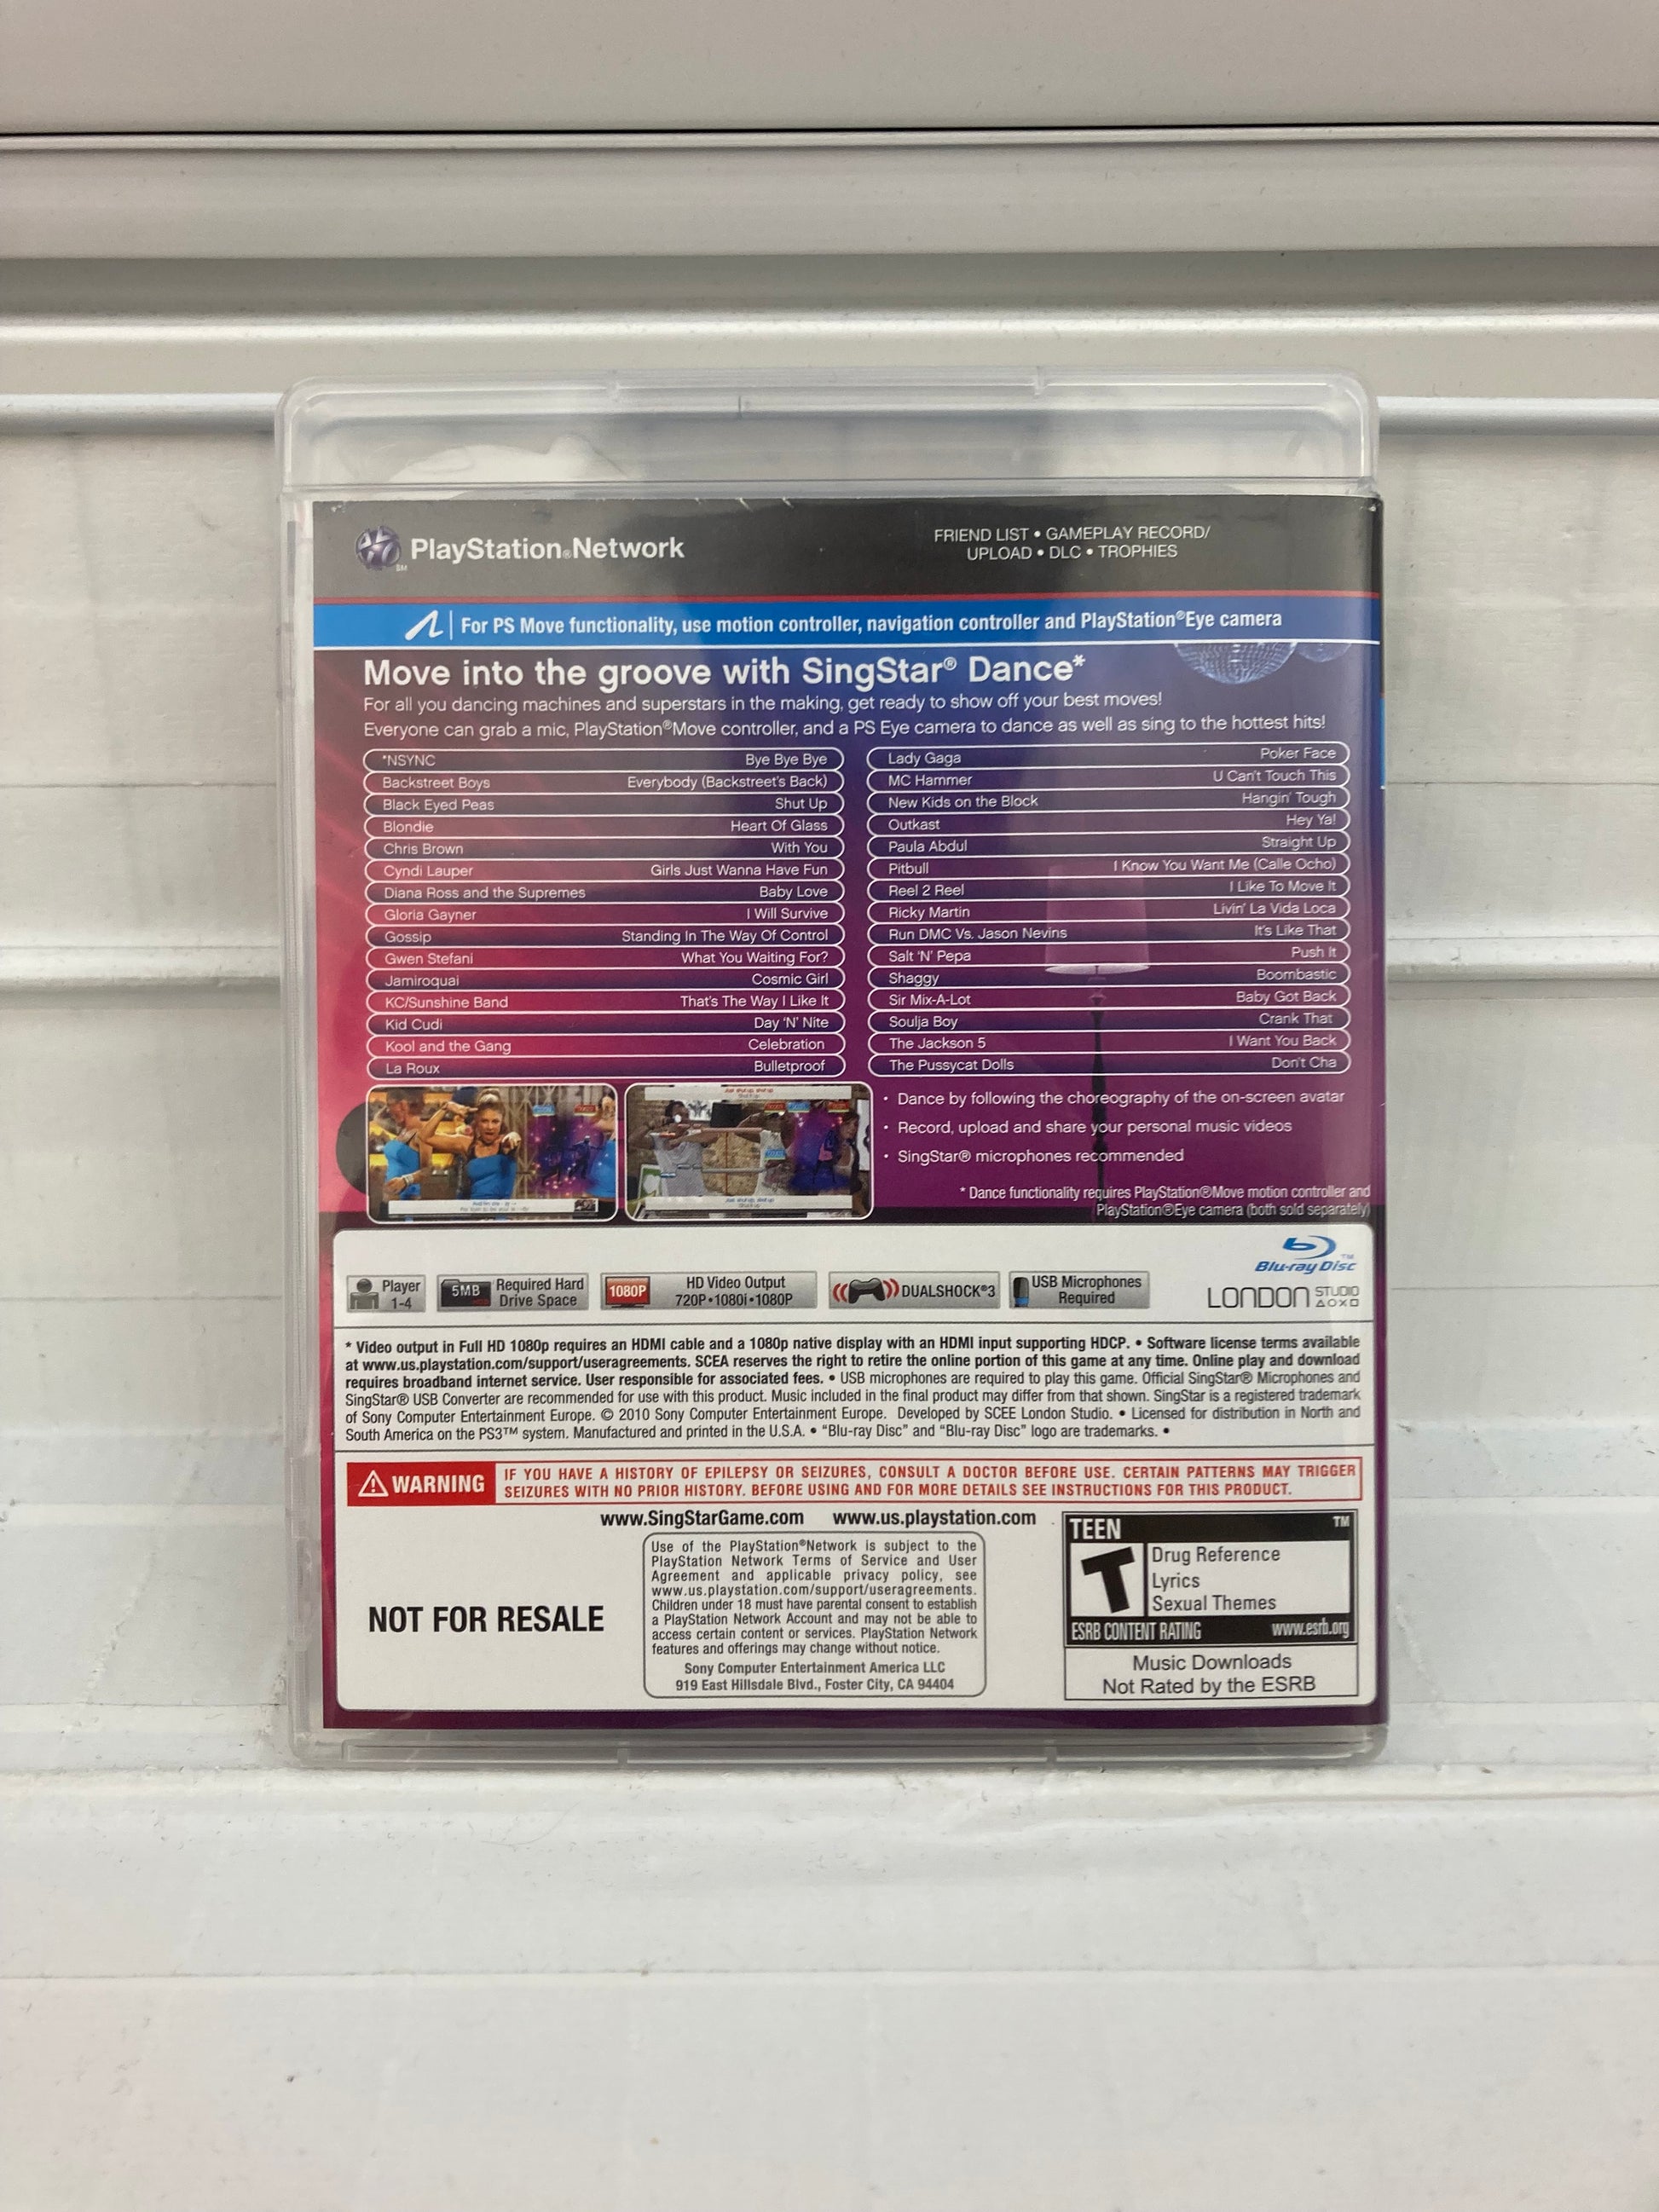 PlayStation®Network
SM
FRIEND LIST • GAMEPLAY RECORD/
UPLOAD • DLC • TROPHIES
For PS Move functionality, use motion controller, navigation controller and PlayStation®Eye camera
Move into the groove with SingStar® Dance*
For all you dancing machines and superstars in the making, get ready to show off your best moves!
Everyone can grab a mic, PlayStation®Move controller, and a PS Eye camera to dance as well as sing to the hottest hits!
*NSYNC Bye Bye Bye
Backstreet Boys Everybody (Backstreet's Back)
Black Eyed Peas Shut Up
Blondie Heart Of Glass
Chris Brown With You
Cyndi Lauper Girls Just Wanna Have Fun
Diana Ross and the Supremes Baby Love
Gloria Gayner I Will Survive
Gossip Standing In The Way Of Control
Gwen Stefani What You Waiting For?
Jamiroquai Cosmic Girl
KC/Sunshine Band That's The Way I Like It
Kid Cudi Day 'N' Nite
Kool and the Gang Celebration
La Roux Bulletproof
Lady Gaga Poker Face
MC Hammer U Can't Touch This
New Kids on the Block Hangin' Tough
Outkast Hey Ya!
Paula Abdul Straight Up
Pitbull I Know You Want Me (Calle Ocho)
Reel 2 Reel I Like To Move It
Ricky Martin Livin' La Vida Loca
Run DMC Vs. Jason Nevins It's Like That
Salt 'N' Pepa Push It
Shaggy Boombastic
Sir Mix-A-Lot Baby Got Back
Soulja Boy Crank That
The Jackson 5 I Want You Back
The Pussycat Dolls Don't Cha
• Dance by following the choreography of the on-screen avatar
• Record, upload and share your personal music videos
• SingStar® microphones recommended
* Dance functionality requires PlayStation®Move motion controller and
PlayStation®Eye camera (both sold separately)
Player
1-4
5MB
Required Hard
Drive Space
1080P
HD Video Output
720P•1080i•1080P
DUALSHOCK®3
USB Microphones
Required
Blu-ray Disc™
LONDON STUDIO
* Video output in Full HD 1080p requires an HDMI cable and a 1080p native display with an HDMI input supporting HDCP. • Software license terms available
at www.us.playstation.com/support/useragreements. SCEA reserves the right to retire the online portion of this game at any time. Online play and download
requires broadband internet service. User responsible for associated fees. • USB microphones are required to play this game. Official SingStar® Microphones and
SingStar® USB Converter are recommended for use with this product. Music included in the final product may differ from that shown. SingStar is a registered trademark
of Sony Computer Entertainment Europe. © 2010 Sony Computer Entertainment Europe. Developed by SCEE London Studio. • Licensed for distribution in North and
South America on the PS3™ system. Manufactured and printed in the U.S.A. • “Blu-ray Disc” and “Blu-ray Disc” logo are trademarks. •
WARNING
IF YOU HAVE A HISTORY OF EPILEPSY OR SEIZURES, CONSULT A DOCTOR BEFORE USE. CERTAIN PATTERNS MAY TRIGGER
SEIZURES WITH NO PRIOR HISTORY. BEFORE USING AND FOR MORE DETAILS SEE INSTRUCTIONS FOR THIS PRODUCT.
www.SingStarGame.com www.us.playstation.com
NOT FOR RESALE
Use of the PlayStation®Network is subject to the
PlayStation Network Terms of Service and User
Agreement and applicable privacy policy, see
www.us.playstation.com/support/useragreements.
Children under 18 must have parental consent to establish
a PlayStation Network Account and may not be able to
access certain content or services. PlayStation Network
features and offerings may change without notice.
Sony Computer Entertainment America LLC
919 East Hillsdale Blvd., Foster City, CA 94404
TEEN ™
T
Drug Reference
Lyrics
Sexual Themes
ESRB CONTENT RATING www.esrb.org
Music Downloads
Not Rated by the ESRB